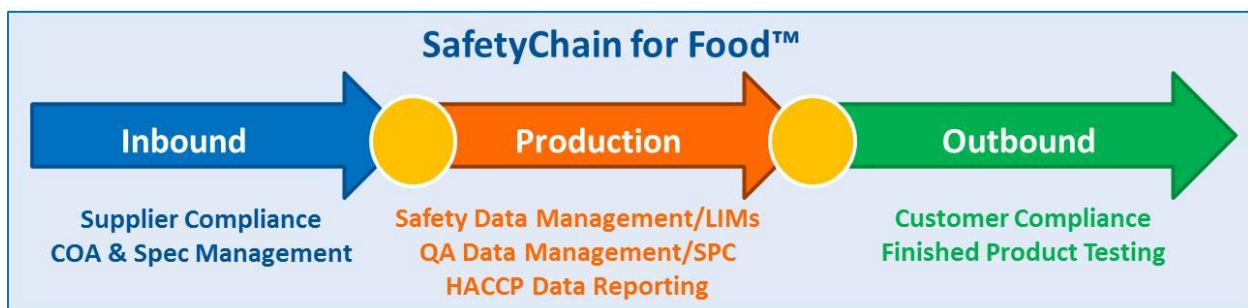 SafetyChain for Food™
Inbound
Production
Outbound
Supplier Compliance
COA & Spec Management
Safety Data Management/LIMs
QA Data Management/SPC
HACCP Data Reporting
Customer Compliance
Finished Product Testing